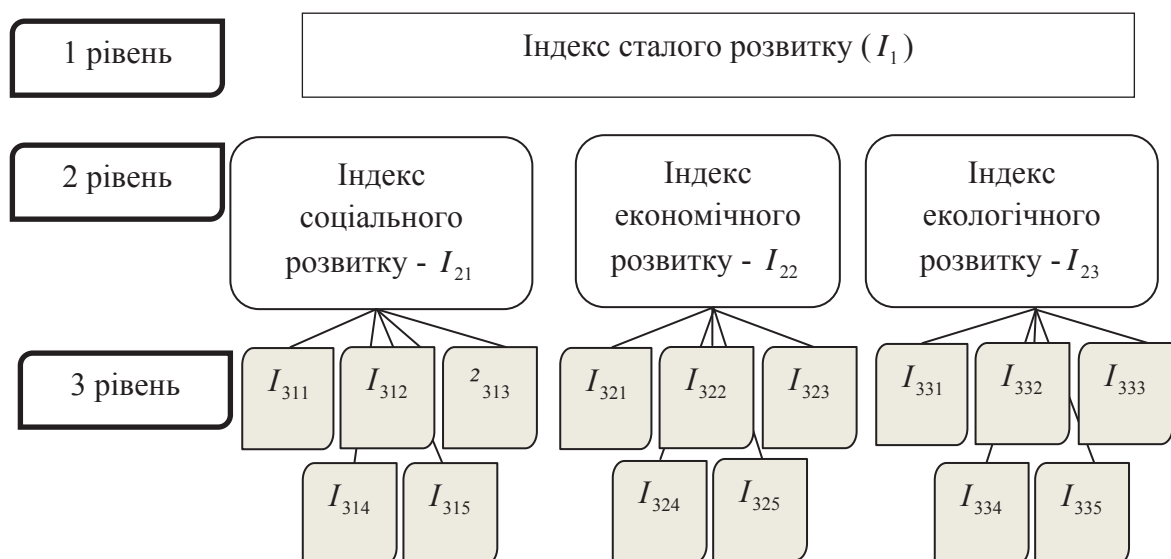 1 рівень
Індекс сталого розвитку (I₁)
2 рівень
Індекс
соціального
розвитку - I₂₁
Індекс
економічного
розвитку - I₂₂
Індекс
екологічного
розвитку - I₂₃
3 рівень
I₃₁₁
I₃₁₂
²₃₁₃
I₃₂₁
I₃₂₂
I₃₂₃
I₃₃₁
I₃₃₂
I₃₃₃
I₃₁₄
I₃₁₅
I₃₂₄
I₃₂₅
I₃₃₄
I₃₃₅